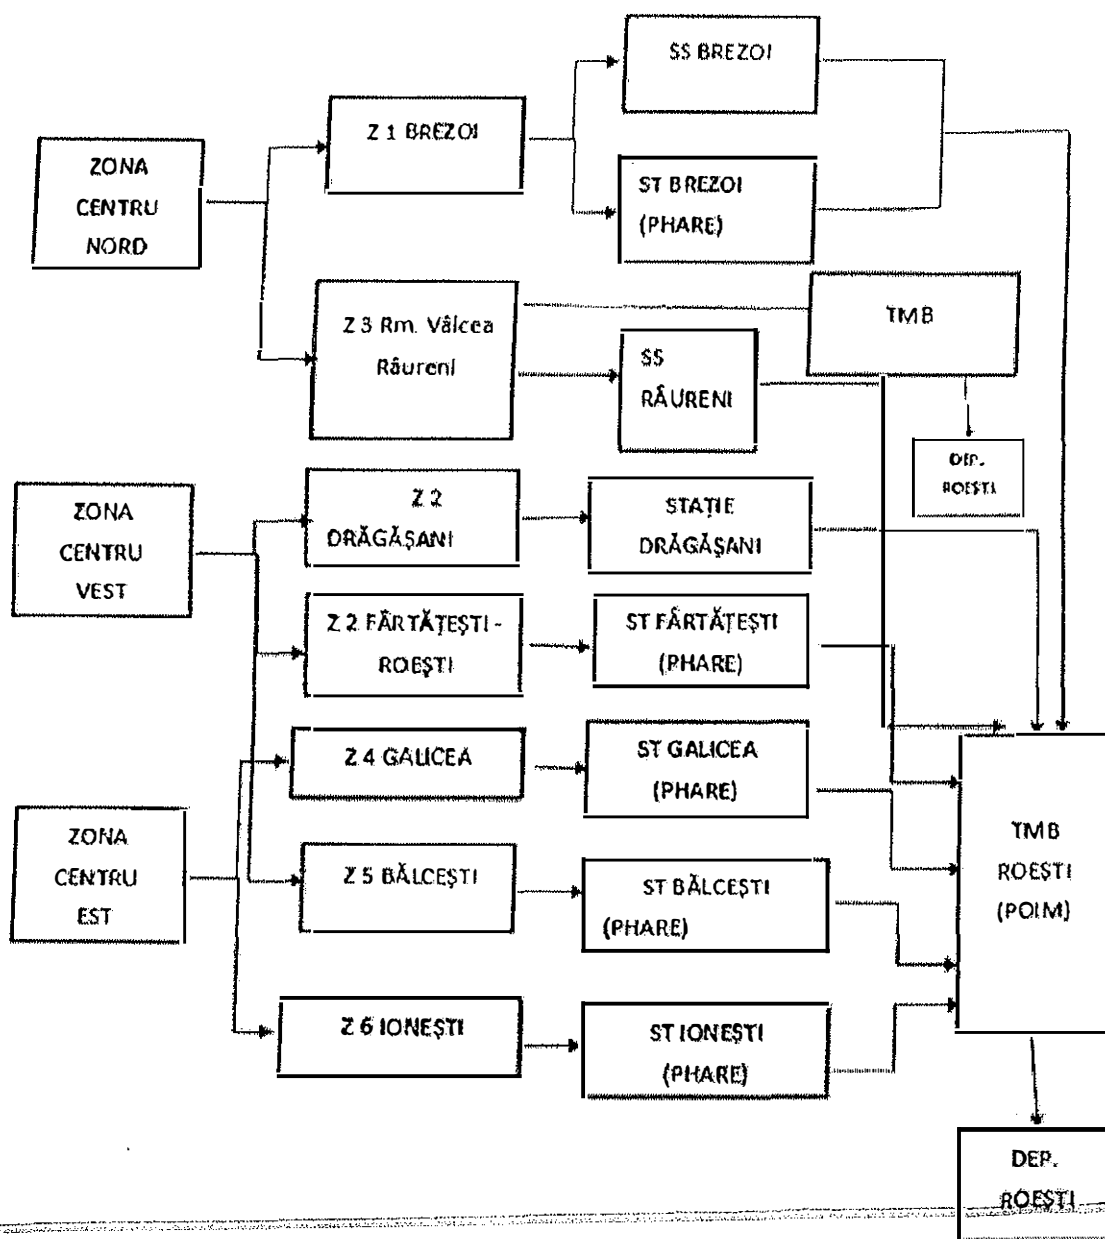 SS BREZOI
Z 1 BREZOI
ZONA
CENTRU
NORD
ST BREZOI
(PHARE)
Z 3 Rm. Vâlcea
Râureni
TMB
SS
RÂURENI
DEP.
ROEȘTI
ZONA
CENTRU
VEST
Z 2
DRĂGĂȘANI
STAȚIE
DRĂGĂȘANI
Z 2 FÂRTĂȚEȘTI -
ROEȘTI
ST FÂRTĂȚEȘTI
(PHARE)
Z 4 GALICEA
ST GALICEA
(PHARE)
ZONA
CENTRU
EST
Z 5 BĂLCEȘTI
ST BĂLCEȘTI
(PHARE)
TMB
ROEȘTI
(POIM)
Z 6 IONEȘTI
ST IONEȘTI
(PHARE)
DEP.
ROEȘTI